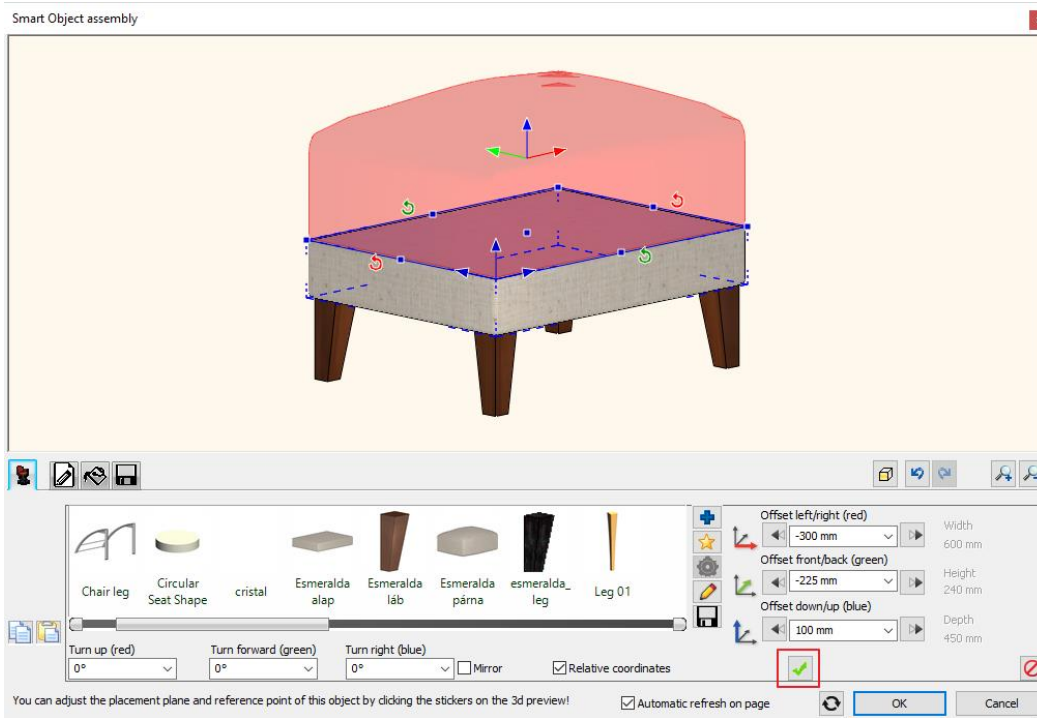 Smart Object assembly
Chair leg
Circular
Seat Shape
cristal
Esmeralda
alap
Esmeralda
láb
Esmeralda
párna
esmeralda_
leg
Leg 01
Offset left/right (red)
-300 mm
Width
600 mm
Offset front/back (green)
-225 mm
Height
240 mm
Offset down/up (blue)
100 mm
Depth
450 mm
Turn up (red)
0°
Turn forward (green)
0°
Turn right (blue)
0°
Mirror
Relative coordinates
You can adjust the placement plane and reference point of this object by clicking the stickers on the 3d preview!
Automatic refresh on page
OK
Cancel